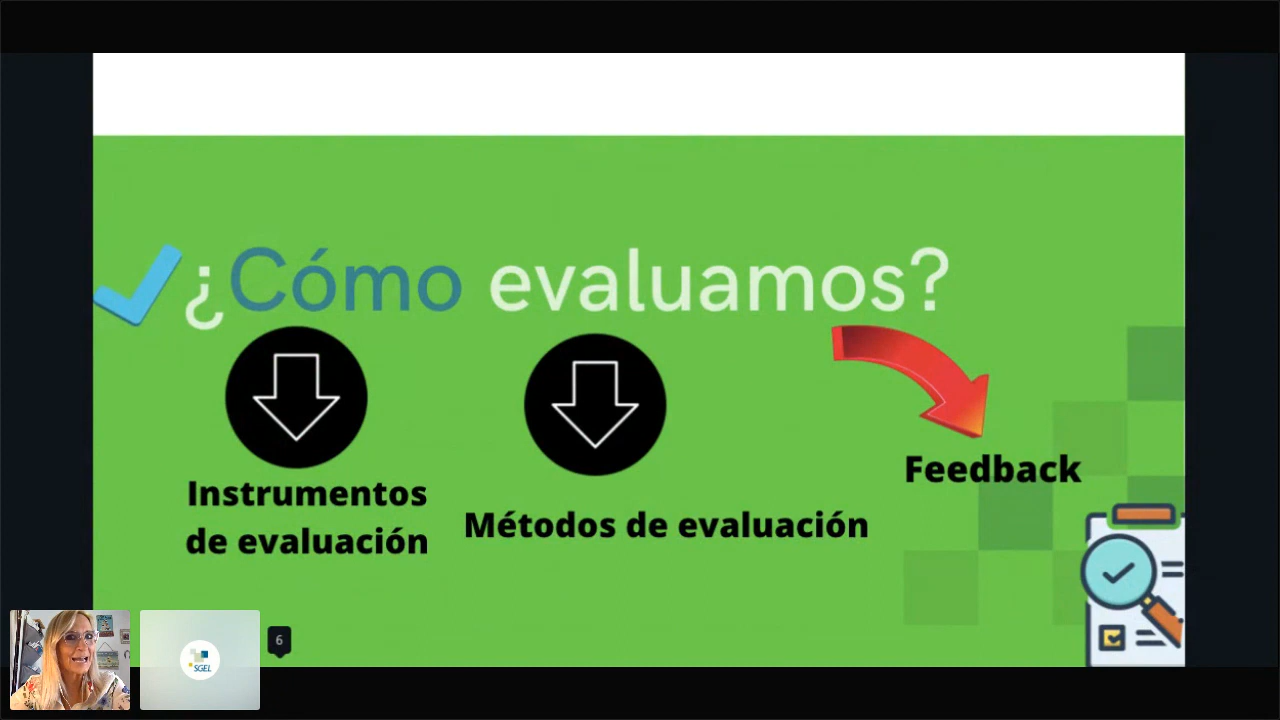 ¿Cómo evaluamos?
Instrumentos
de evaluación
Métodos de evaluación
Feedback
6
SGEL